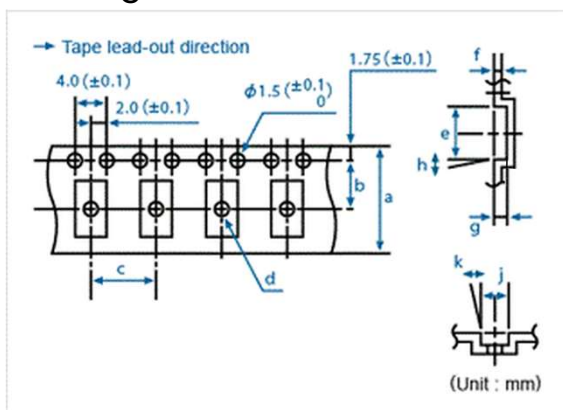 → Tape lead-out direction
1.75 (±0.1)
f
4.0 (±0.1)
2.0 (±0.1)
ϕ1.5 (±0.1 0)
e
h
b
a
g
c
d
k
j
(Unit : mm)